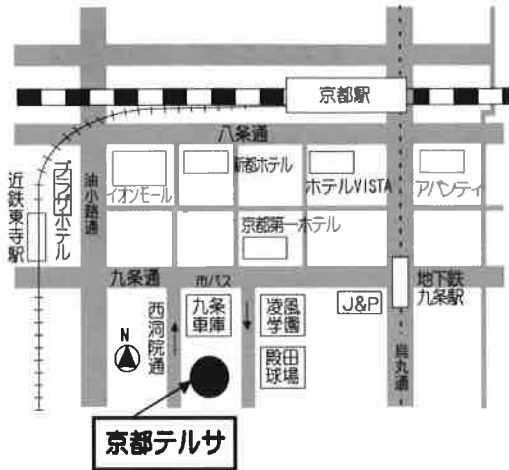 京都駅
八条通
近鉄東寺駅
プラザホテル
油小路通
イオンモール
新都ホテル
ホテルVISTA
アバンティ
京都第一ホテル
九条通
市バス
九条
車庫
西洞院通
凌風
学園
殿田
球場
J&P
地下鉄
九条駅
烏丸通
N
京都テルサ